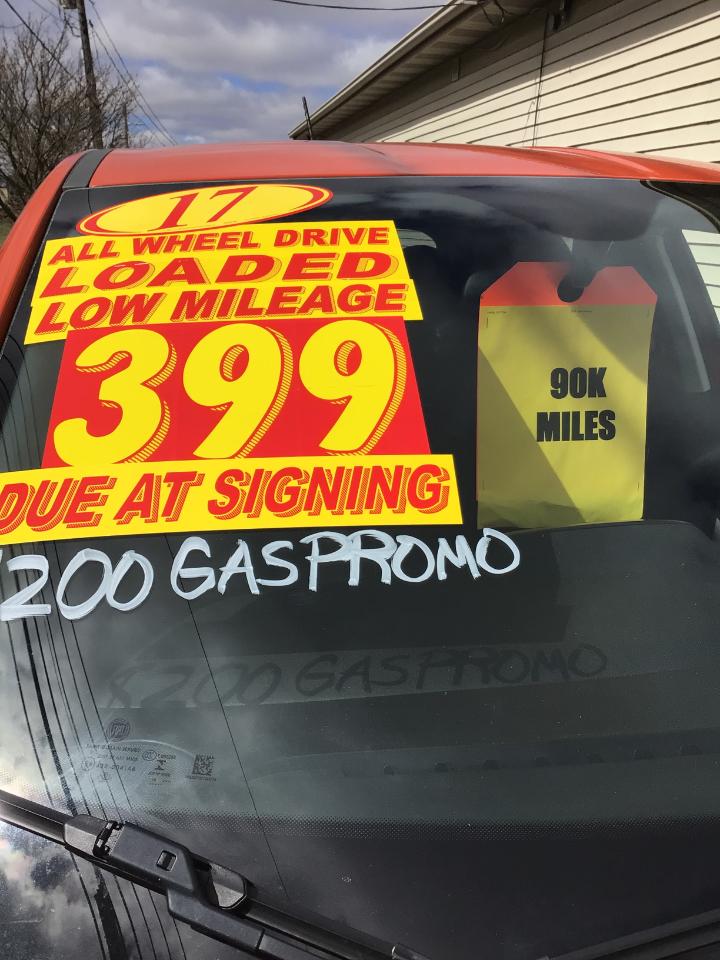 17
ALL WHEEL DRIVE
LOADED
LOW MILEAGE
399
DUE AT SIGNING
$200 GAS PROMO
90K
MILES